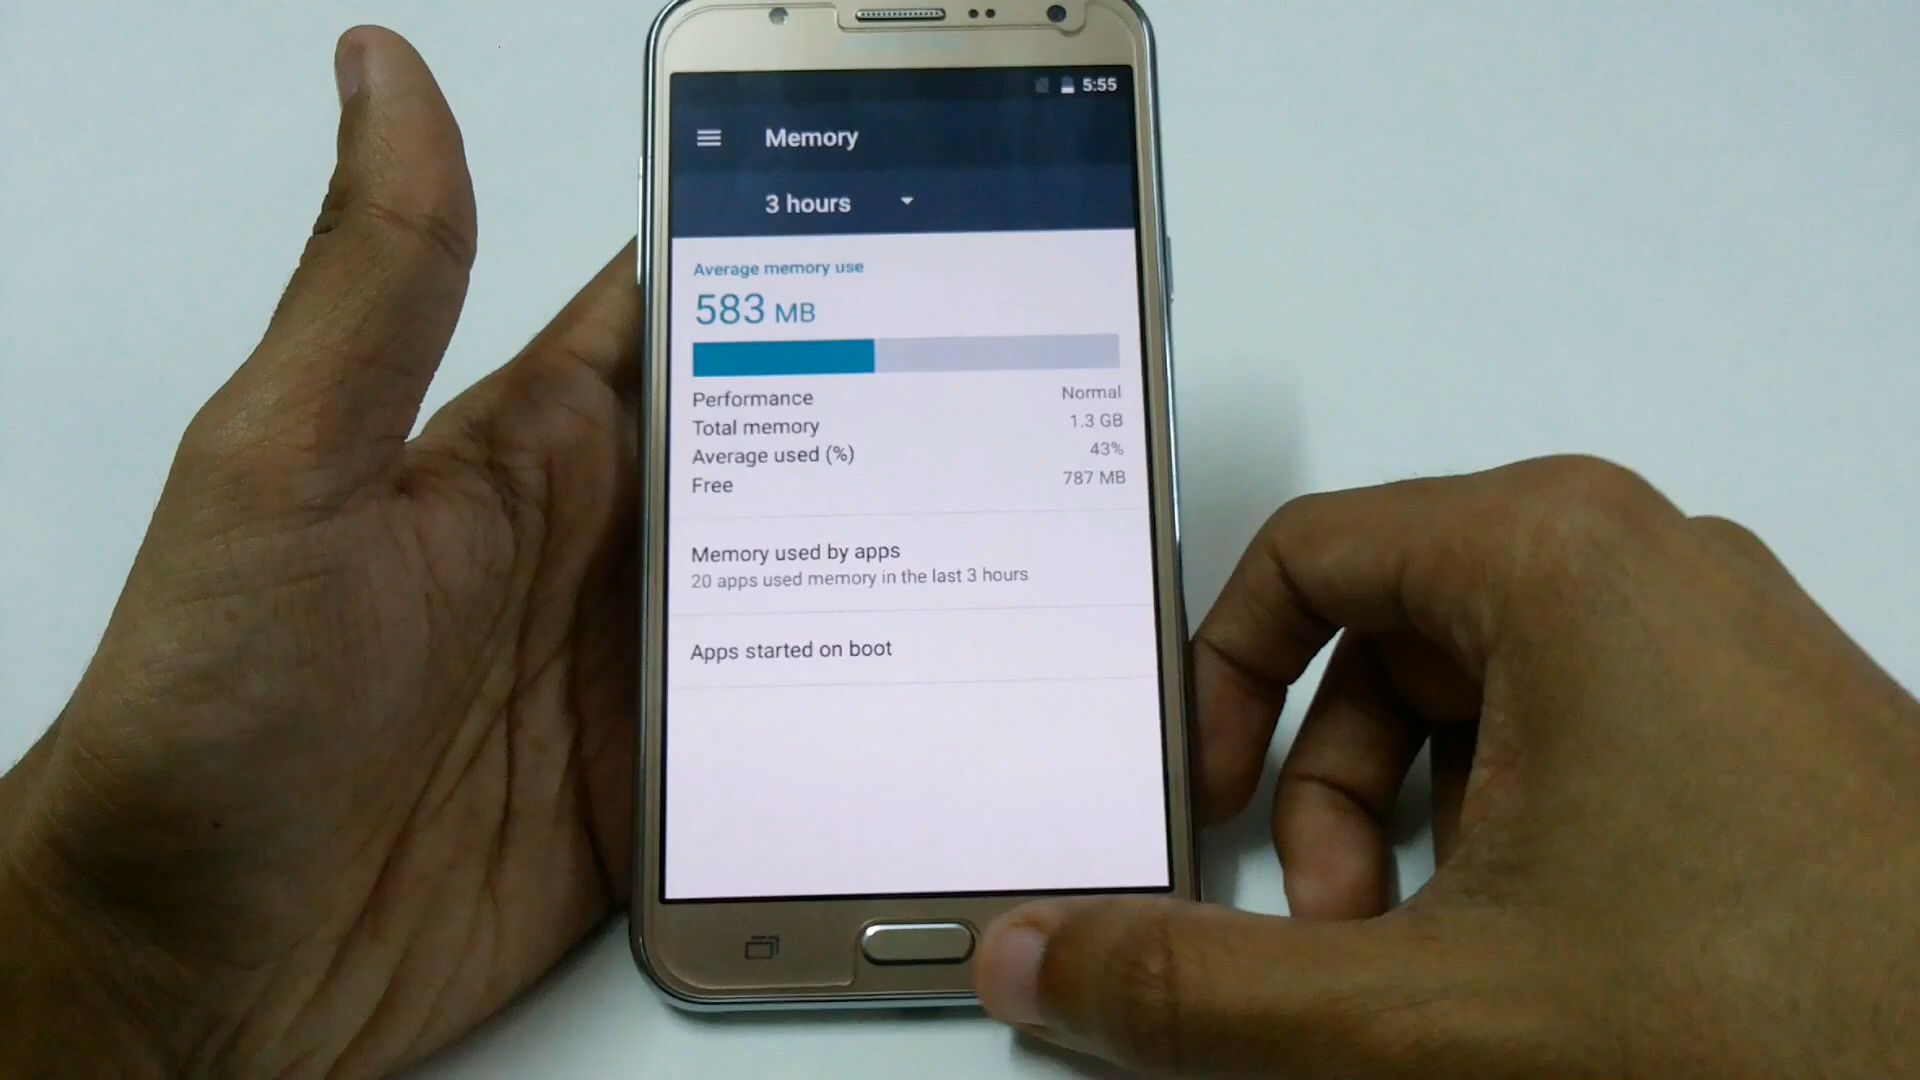 5:55
Memory
3 hours
Average memory use
583 MB
Performance Normal
Total memory 1.3 GB
Average used (%) 43%
Free 787 MB
Memory used by apps
20 apps used memory in the last 3 hours
Apps started on boot